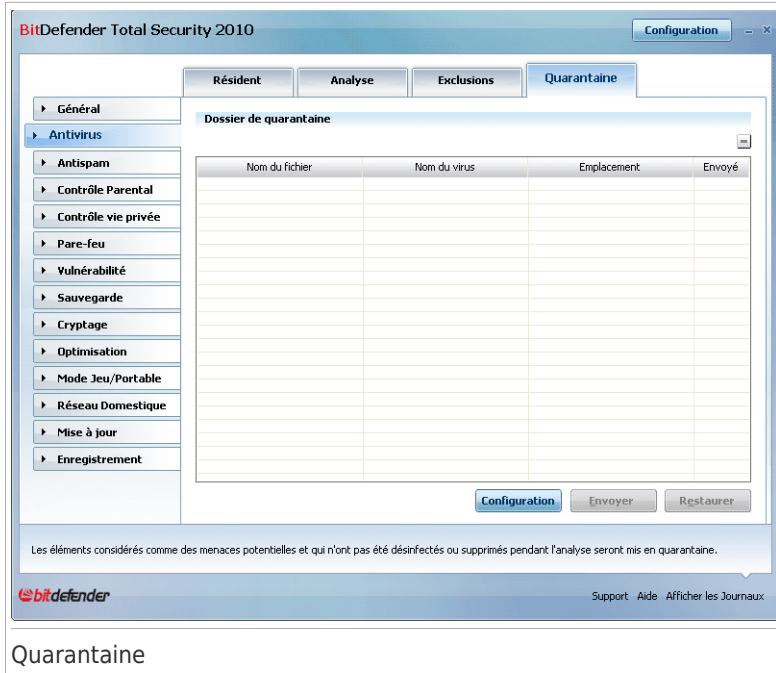 BitDefender Total Security 2010
Configuration
Résident Analyse Exclusions Quarantaine
Général
Antivirus
Antispam
Contrôle Parental
Contrôle vie privée
Pare-feu
Vulnérabilité
Sauvegarde
Cryptage
Optimisation
Mode Jeu/Portable
Réseau Domestique
Mise à jour
Enregistrement
Dossier de quarantaine
Nom du fichier Nom du virus Emplacement Envoyé
Configuration Envoyer Restaurer
Les éléments considérés comme des menaces potentielles et qui n'ont pas été désinfectés ou supprimés pendant l'analyse seront mis en quarantaine.
bitdefender
Support Aide Afficher les Journaux
Quarantaine